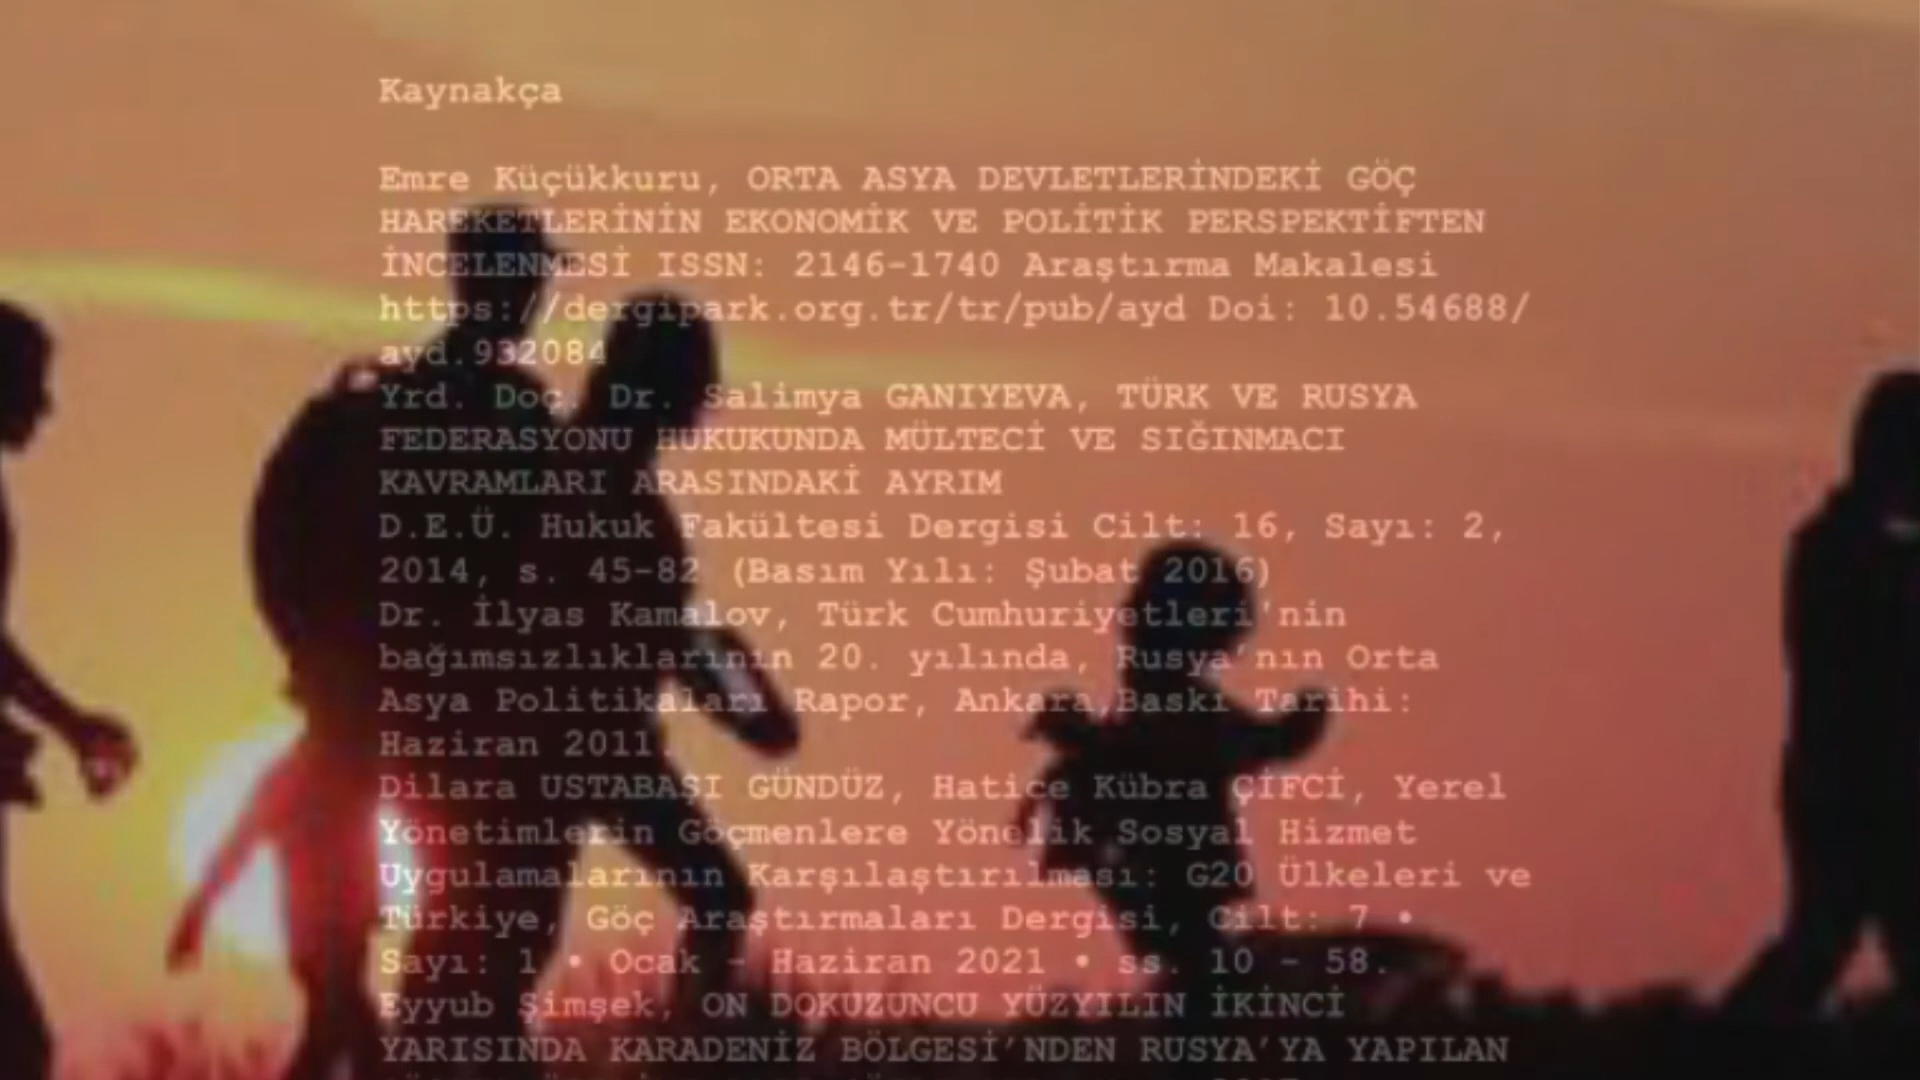 Kaynakça
Emre Küçükkuru, ORTA ASYA DEVLETLERİNDEKİ GÖÇ
HAREKETLERİNİN EKONOMİK VE POLİTİK PERSPEKTİFTEN
İNCELENMESİ ISSN: 2146-1740 Araştırma Makalesi
https://dergipark.org.tr/tr/pub/ayd Doi: 10.54688/
ayd.932084
Yrd. Doç. Dr. Salimya GANIYEVA, TÜRK VE RUSYA
FEDERASYONU HUKUKUNDA MÜLTECİ VE SIĞINMACI
KAVRAMLARI ARASINDAKİ AYRIM
D.E.Ü. Hukuk Fakültesi Dergisi Cilt: 16, Sayı: 2,
2014, s. 45-82 (Basım Yılı: Şubat 2016)
Dr. İlyas Kamalov, Türk Cumhuriyetleri'nin
bağımsızlıklarının 20. yılında, Rusya'nın Orta
Asya Politikaları Rapor, Ankara,Baskı Tarihi:
Haziran 2011.
Dilara USTABAŞI GÜNDÜZ, Hatice Kübra ÇİFCİ, Yerel
Yönetimlerin Göçmenlere Yönelik Sosyal Hizmet
Uygulamalarının Karşılaştırılması: G20 Ülkeleri ve
Türkiye, Göç Araştırmaları Dergisi, Cilt: 7 •
Sayı: 1 • Ocak - Haziran 2021 • ss. 10 - 58.
Eyyub Şimşek, ON DOKUZUNCU YÜZYILIN İKİNCİ
YARISINDA KARADENİZ BÖLGESİ'NDEN RUSYA'YA YAPILAN